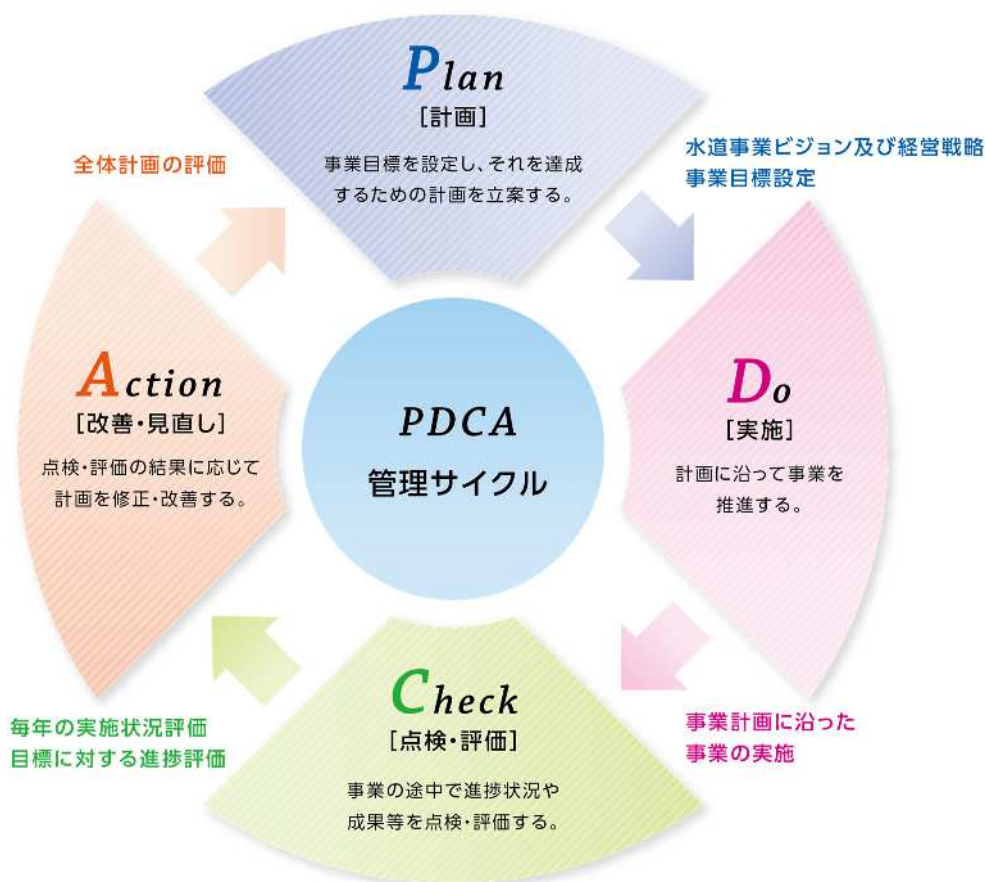 Plan
[計画]
事業目標を設定し、それを達成
するための計画を立案する。
水道事業ビジョン及び経営戦略
事業目標設定
Do
[実施]
計画に沿って事業を
推進する。
事業計画に沿った
事業の実施
Check
[点検・評価]
事業の途中で進捗状況や
成果等を点検・評価する。
毎年の実施状況評価
目標に対する進捗評価
Action
[改善・見直し]
点検・評価の結果に応じて
計画を修正・改善する。
全体計画の評価
PDCA
管理サイクル